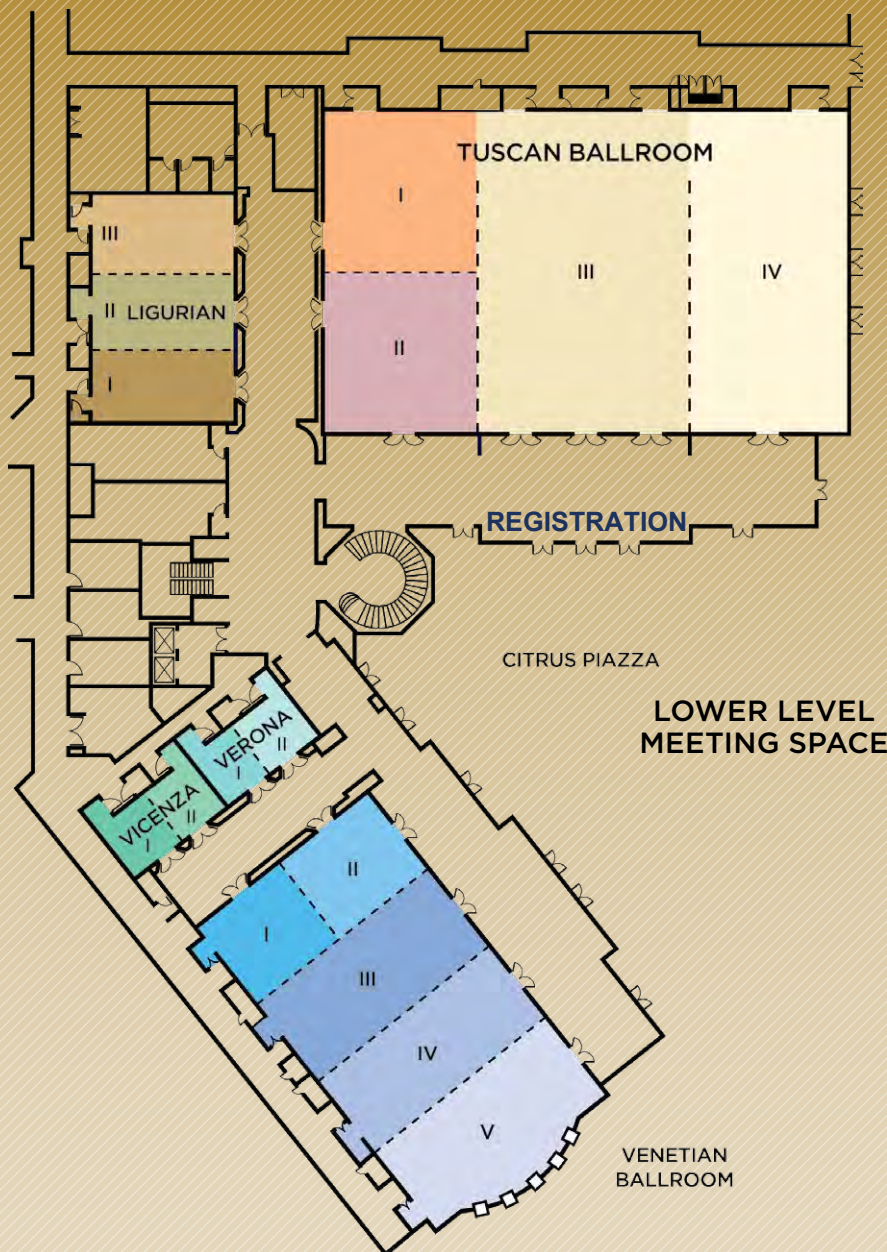 TUSCAN BALLROOM
I
II
III
IV
III
II LIGURIAN
I
REGISTRATION
CITRUS PIAZZA
LOWER LEVEL
MEETING SPACE
VERONA
I
II
VICENZA
I
II
I
II
III
IV
V
VENETIAN
BALLROOM